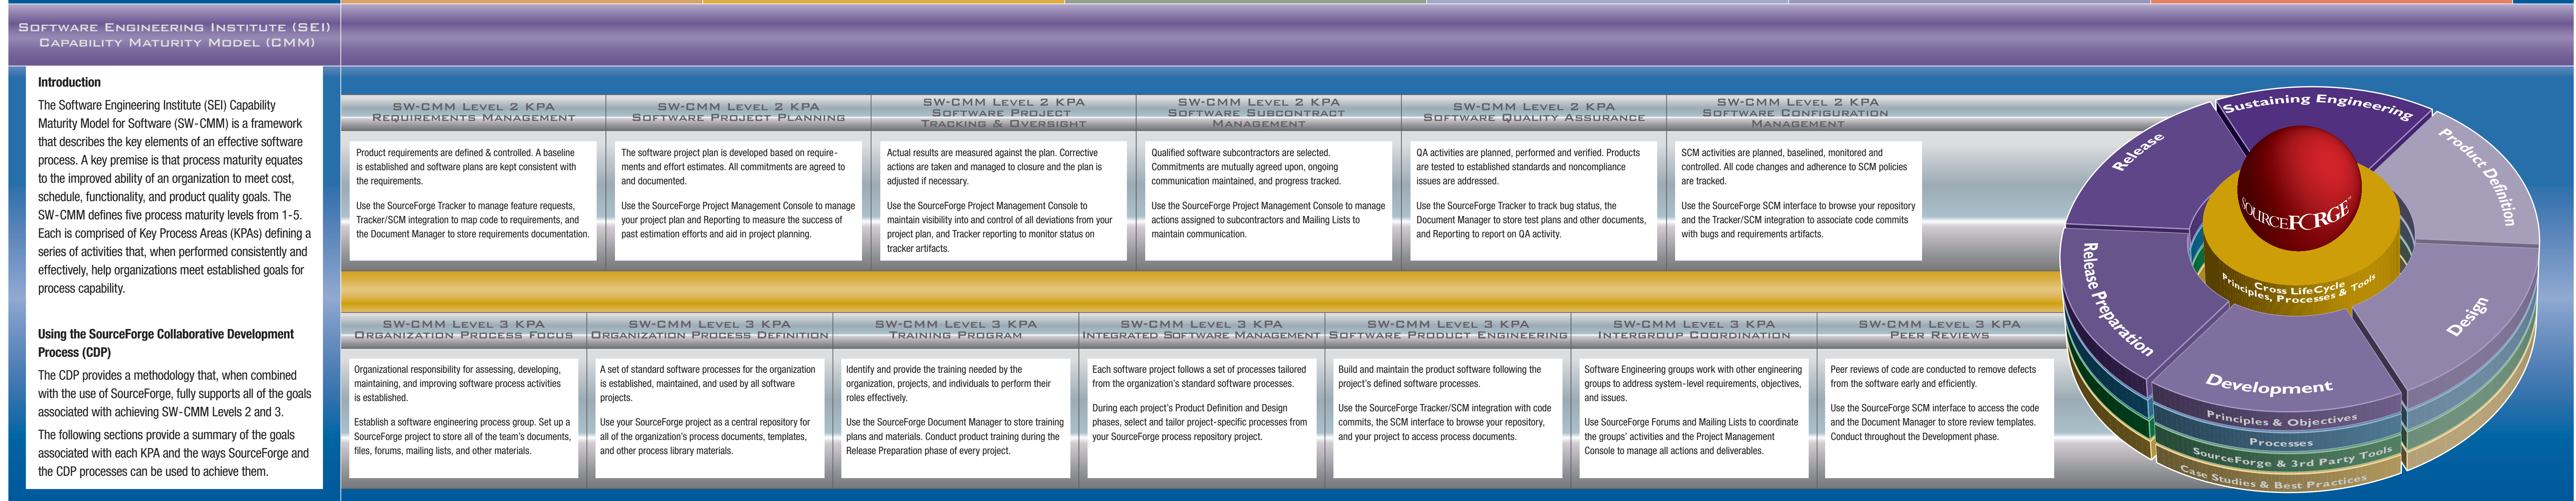 SOFTWARE ENGINEERING INSTITUTE (SEI)
CAPABILITY MATURITY MODEL (CMM)
Introduction
The Software Engineering Institute (SEI) Capability
Maturity Model for Software (SW-CMM) is a framework
that describes the key elements of an effective software
process. A key premise is that process maturity equates
to the improved ability of an organization to meet cost,
schedule, functionality, and product quality goals. The
SW-CMM defines five process maturity levels from 1-5.
Each is comprised of Key Process Areas (KPAs) defining a
series of activities that, when performed consistently and
effectively, help organizations meet established goals for
process capability.
Using the SourceForge Collaborative Development
Process (CDP)
The CDP provides a methodology that, when combined
with the use of SourceForge, fully supports all of the goals
associated with achieving SW-CMM Levels 2 and 3.
The following sections provide a summary of the goals
associated with each KPA and the ways SourceForge and
the CDP processes can be used to achieve them.
SW-CMM LEVEL 2 KPA
REQUIREMENTS MANAGEMENT
Product requirements are defined & controlled. A baseline
is established and software plans are kept consistent with
the requirements.
Use the SourceForge Tracker to manage feature requests,
Tracker/SCM integration to map code to requirements, and
the Document Manager to store requirements documentation.
SW-CMM LEVEL 2 KPA
SOFTWARE PROJECT PLANNING
The software project plan is developed based on require-
ments and effort estimates. All commitments are agreed to
and documented.
Use the SourceForge Project Management Console to manage
your project plan and Reporting to measure the success of
past estimation efforts and aid in project planning.
SW-CMM LEVEL 2 KPA
SOFTWARE PROJECT
TRACKING & OVERSIGHT
Actual results are measured against the plan. Corrective
actions are taken and managed to closure and the plan is
adjusted if necessary.
Use the SourceForge Project Management Console to
maintain visibility into and control of all deviations from your
project plan, and Tracker reporting to monitor status on
tracker artifacts.
SW-CMM LEVEL 2 KPA
SOFTWARE SUBCONTRACT
MANAGEMENT
Qualified software subcontractors are selected.
Commitments are mutually agreed upon, ongoing
communication maintained, and progress tracked.
Use the SourceForge Project Management Console to manage
actions assigned to subcontractors and Mailing Lists to
maintain communication.
SW-CMM LEVEL 2 KPA
SOFTWARE QUALITY ASSURANCE
QA activities are planned, performed and verified. Products
are tested to established standards and noncompliance
issues are addressed.
Use the SourceForge Tracker to track bug status, the
Document Manager to store test plans and other documents,
and Reporting to report on QA activity.
SW-CMM LEVEL 2 KPA
SOFTWARE CONFIGURATION
MANAGEMENT
SCM activities are planned, baselined, monitored and
controlled. All code changes and adherence to SCM policies
are tracked.
Use the SourceForge SCM interface to browse your repository
and the Tracker/SCM integration to associate code commits
with bugs and requirements artifacts.
SW-CMM LEVEL 3 KPA
ORGANIZATION PROCESS FOCUS
Organizational responsibility for assessing, developing,
maintaining, and improving software process activities
is established.
Establish a software engineering process group. Set up a
SourceForge project to store all of the team's documents,
files, forums, mailing lists, and other materials.
SW-CMM LEVEL 3 KPA
ORGANIZATION PROCESS DEFINITION
A set of standard software processes for the organization
is established, maintained, and used by all software
projects.
Use your SourceForge project as a central repository for
all of the organization's process documents, templates,
and other process library materials.
SW-CMM LEVEL 3 KPA
TRAINING PROGRAM
Identify and provide the training needed by the
organization, projects, and individuals to perform their
roles effectively.
Use the SourceForge Document Manager to store training
plans and materials. Conduct product training during the
Release Preparation phase of every project.
SW-CMM LEVEL 3 KPA
INTEGRATED SOFTWARE MANAGEMENT
Each software project follows a set of processes tailored
from the organization's standard software processes.
During each project's Product Definition and Design
phases, select and tailor project-specific processes from
your SourceForge process repository project.
SW-CMM LEVEL 3 KPA
SOFTWARE PRODUCT ENGINEERING
Build and maintain the product software following the
project's defined software processes.
Use the SourceForge Tracker/SCM integration with code
commits, the SCM interface to browse your repository,
and your project to access process documents.
SW-CMM LEVEL 3 KPA
INTERGROUP COORDINATION
Software Engineering groups work with other engineering
groups to address system-level requirements, objectives,
and issues.
Use SourceForge Forums and Mailing Lists to coordinate
the groups' activities and the Project Management
Console to manage all actions and deliverables.
SW-CMM LEVEL 3 KPA
PEER REVIEWS
Peer reviews of code are conducted to remove defects
from the software early and efficiently.
Use the SourceForge SCM interface to access the code
and the Document Manager to store review templates.
Conduct throughout the Development phase.
Sustaining Engineering
Product Definition
Design
Development
Release Preparation
Release
SOURCEFORGE™
Cross LifeCycle
Principles, Processes & Tools
Principles & Objectives
Processes
SourceForge & 3rd Party Tools
Case Studies & Best Practices